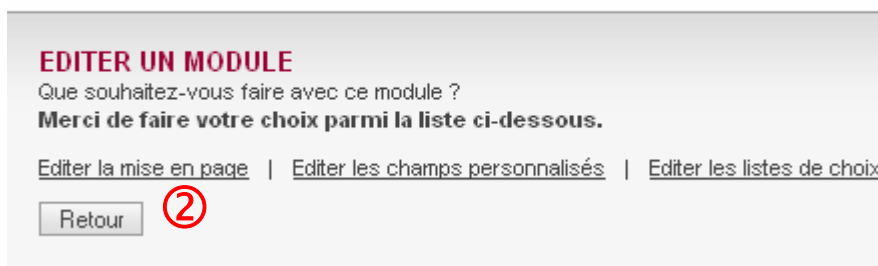 EDITER UN MODULE
Que souhaitez-vous faire avec ce module ?
Merci de faire votre choix parmi la liste ci-dessous.
Editer la mise en page | Editer les champs personnalisés | Editer les listes de choix
②
Retour